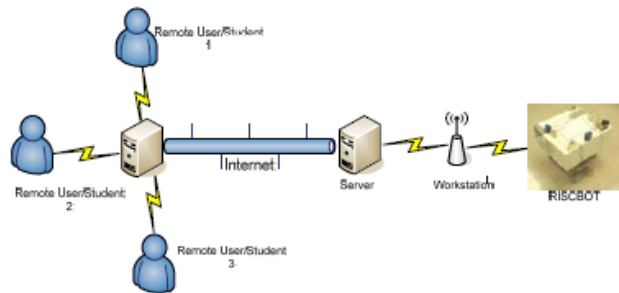 Remote User/Student
1
Remote User/Student
2
Internet
Server
Workstation
RISCBOT
Remote User/Student
3